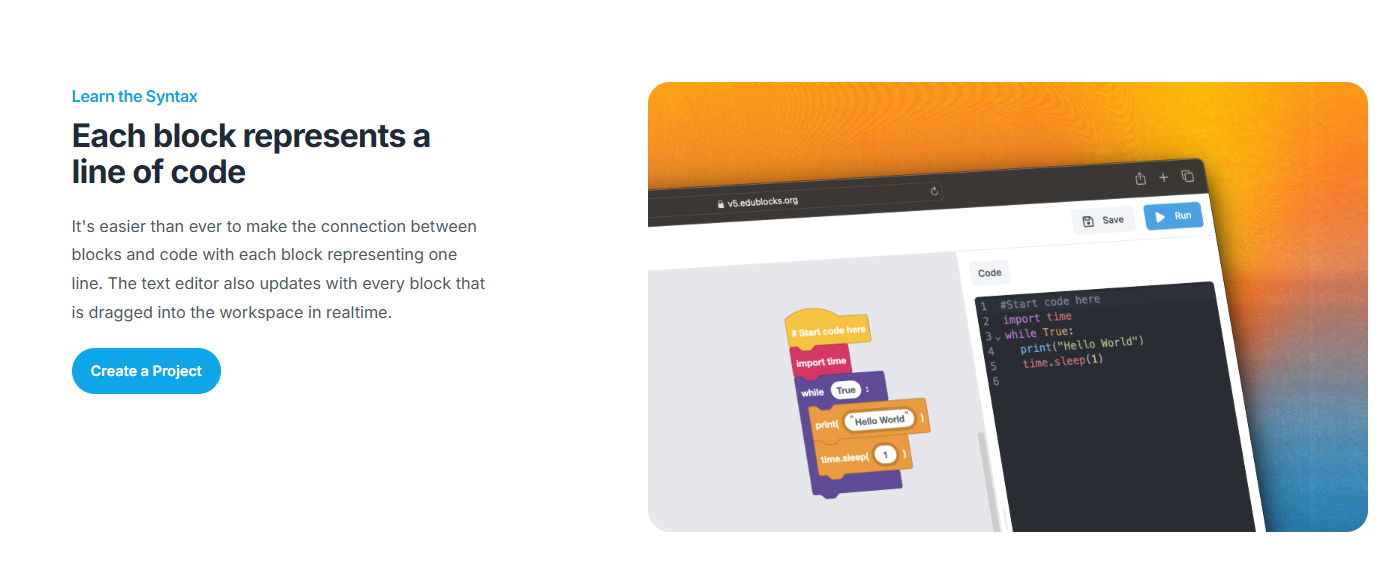 Learn the Syntax
Each block represents a
line of code
It's easier than ever to make the connection between
blocks and code with each block representing one
line. The text editor also updates with every block that
is dragged into the workspace in realtime.
Create a Project
v5.edublocks.org
Save
Run
Code
# Start code here
import time
while True :
print( "Hello World" )
time.sleep( 1 )
1 #Start code here
2 import time
3 while True:
4 print("Hello World")
5 time.sleep(1)
6